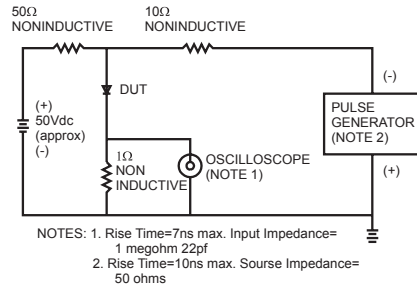 50Ω
NONINDUCTIVE
10Ω
NONINDUCTIVE
DUT
(+)
50Vdc
(approx)
(-)
1Ω
NON
INDUCTIVE
OSCILLOSCOPE
(NOTE 1)
(-)
PULSE
GENERATOR
(NOTE 2)
(+)
NOTES: 1. Rise Time=7ns max. Input Impedance=
1 megohm 22pf
2. Rise Time=10ns max. Sourse Impedance=
50 ohms